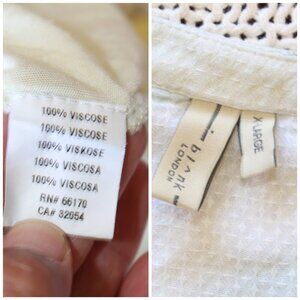 100% VISCOSE
100% VISCOSE
100% VISKOSE
100% VISCOSA
100% VISCOSA
RN# 66170
CA# 32054
blank
LONDON
X-LARGE